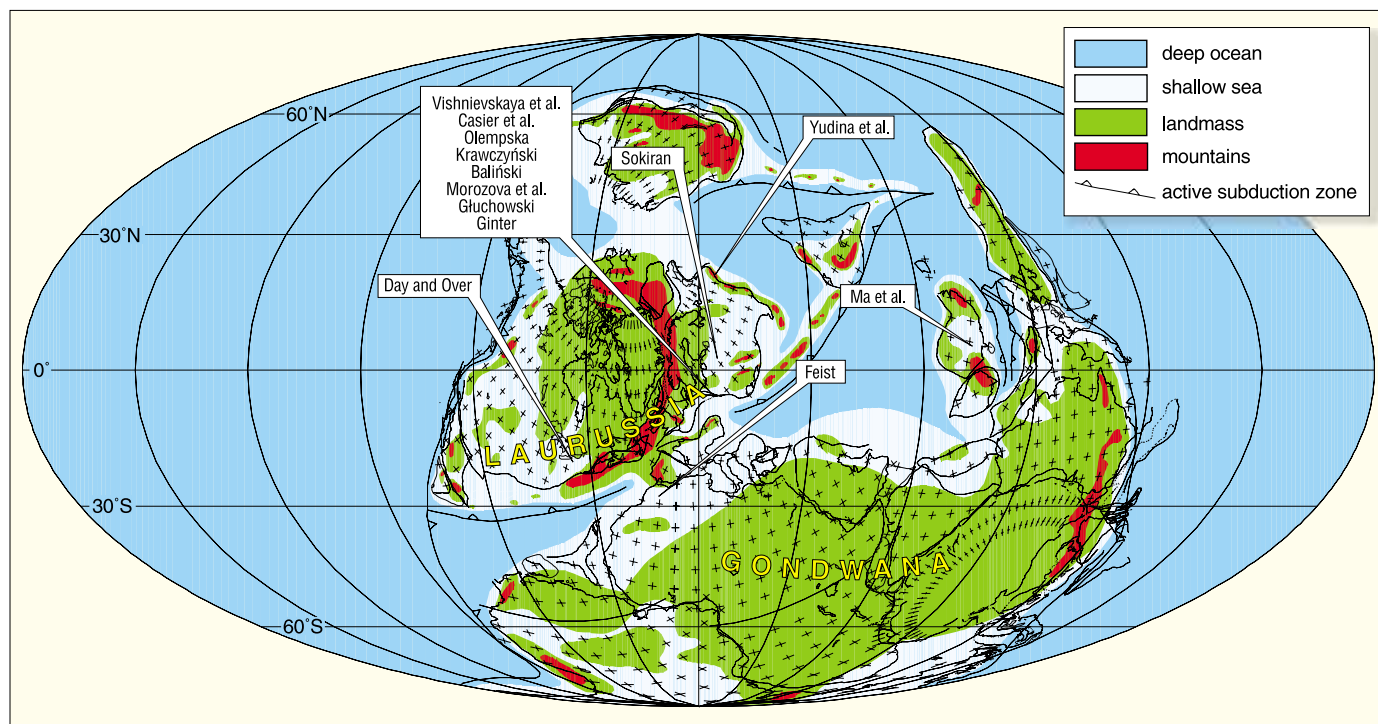 deep ocean
shallow sea
landmass
mountains
active subduction zone
Vishnievskaya et al.
Casier et al.
Olempska
Krawczyński
Baliński
Morozova et al.
Głuchowski
Ginter
Sokiran
Yudina et al.
Day and Over
Ma et al.
Feist
60°N
30°N
0°
30°S
60°S
LAURUSSIA
GONDWANA